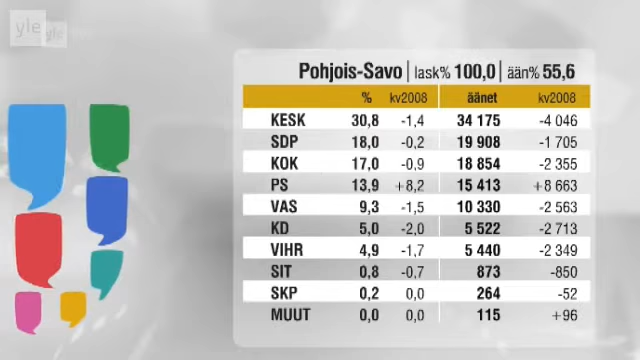 yle
yle
Pohjois-Savo | lask% 100,0 | ään% 55,6
% kv2008 äänet kv2008
KESK 30,8 -1,4 34 175 -4 046
SDP 18,0 -0,2 19 908 -1 705
KOK 17,0 -0,9 18 854 -2 355
PS 13,9 +8,2 15 413 +8 663
VAS 9,3 -1,5 10 330 -2 563
KD 5,0 -2,0 5 522 -2 713
VIHR 4,9 -1,7 5 440 -2 349
SIT 0,8 -0,7 873 -850
SKP 0,2 0,0 264 -52
MUUT 0,0 0,0 115 +96